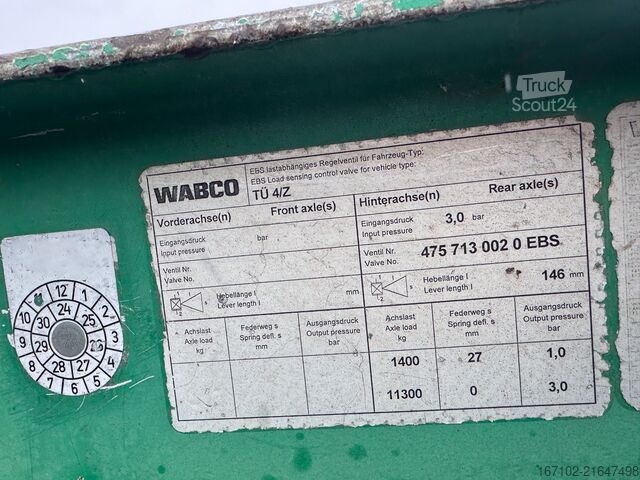 Truck
Scout24
WABCO
EBS lastabhängiges Regelventil für Fahrzeug-Typ:
EBS Load sensing control valve for vehicle type:
TÜ 4/Z
Vorderachse(n) Front axle(s)
Eingangsdruck
Input pressure bar
Ventil Nr.
Valve No.
Hebellänge l
Lever length l mm
Achslast
Axle load
kg
Federweg s
Spring defl. s
mm
Ausgangsdruck
Output pressure
bar
Hinterachse(n) Rear axle(s)
Eingangsdruck
Input pressure 3,0 bar
Ventil Nr.
Valve No. 475 713 002 0 EBS
Hebellänge l
Lever length l 146 mm
Achslast
Axle load
kg
Federweg s
Spring defl. s
mm
Ausgangsdruck
Output pressure
bar
1400 27 1,0
11300 0 3,0
12 1 2 3 4 5 6 7 8 9 10
24 25 27 28 29 30
167102-21647498